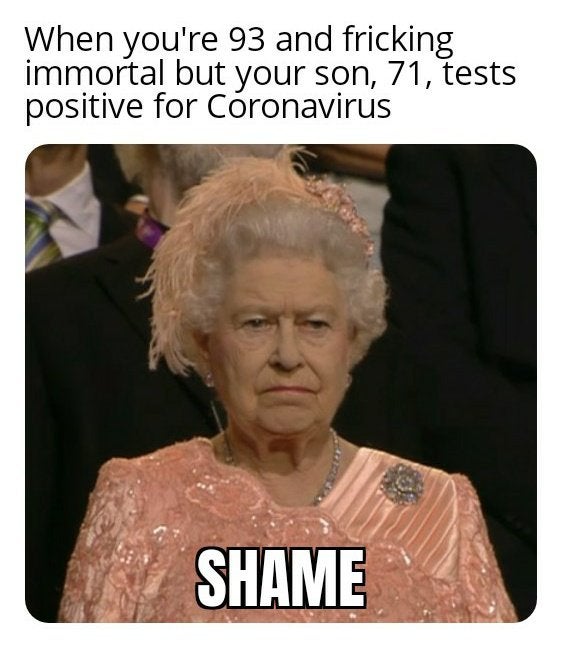 When you're 93 and fricking
immortal but your son, 71, tests
positive for Coronavirus
SHAME